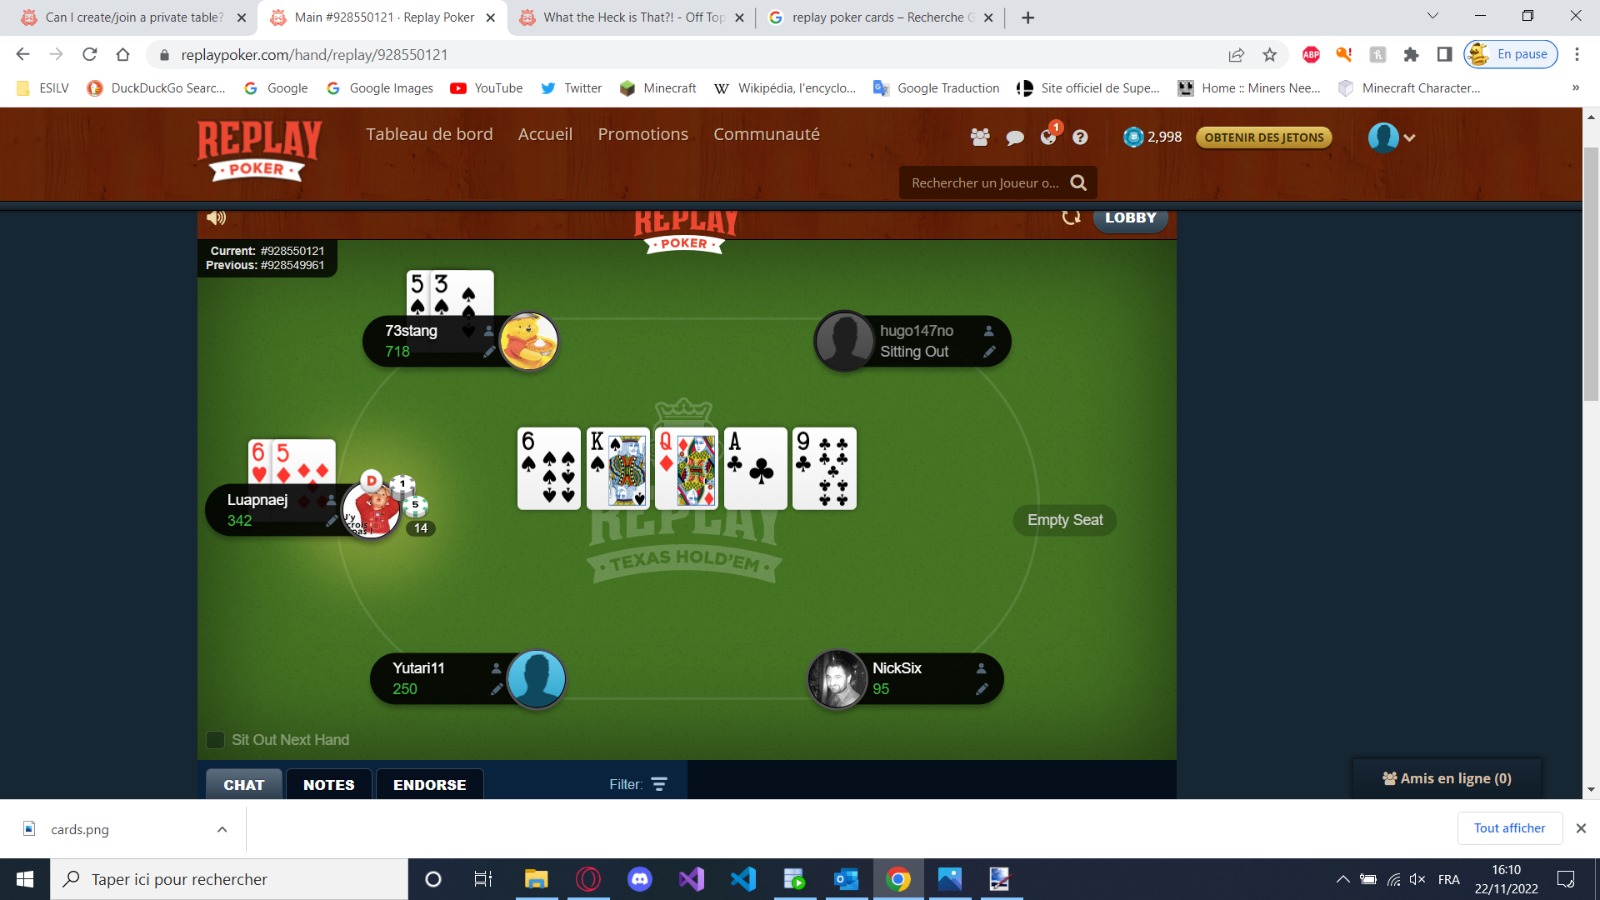 Can I create/join a private table?
Main #928550121 · Replay Poker
What the Heck is That?! - Off Top
replay poker cards – Recherche G
replaypoker.com/hand/replay/928550121
ABP
En pause
ESILV
DuckDuckGo Searc...
Google
Google Images
YouTube
Twitter
Minecraft
Wikipédia, l'encyclo...
Google Traduction
Site officiel de Supe...
Home :: Miners Nee...
Minecraft Character...
»
REPLAY
POKER
Tableau de bord
Accueil
Promotions
Communauté
1
2,998
OBTENIR DES JETONS
Rechercher un Joueur o...
REPLAY
POKER
LOBBY
Current: #928550121
Previous: #928549961
5 3
73stang
718
hugo147no
Sitting Out
6 K Q A 9
6 5
D
1
5
14
Luapnaej
342
J'y crois pas !
REPLAY
TEXAS HOLD'EM
Empty Seat
Yutari11
250
NickSix
95
Sit Out Next Hand
CHAT
NOTES
ENDORSE
Filter:
Amis en ligne (0)
cards.png
Tout afficher
Taper ici pour rechercher
FRA
16:10
22/11/2022